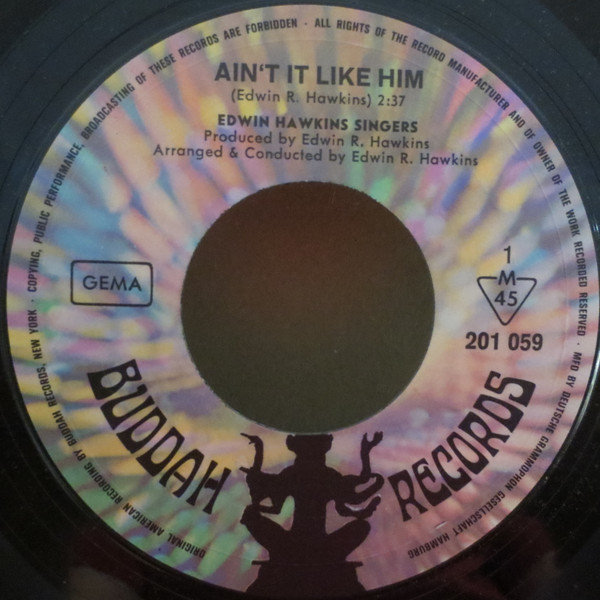 ORIGINAL AMERICAN RECORDING BY BUDDAH RECORDS, NEW YORK · COPYING, PUBLIC PERFORMANCE, BROADCASTING OF THESE RECORDS ARE FORBIDDEN - ALL RIGHTS OF THE RECORD MANUFACTURER AND OF OWNER OF THE WORK RECORDED RESERVED · MFD BY DEUTSCHE GRAMMOPHON GESELLSCHAFT HAMBURG
AIN'T IT LIKE HIM
(Edwin R. Hawkins) 2:37
EDWIN HAWKINS SINGERS
Produced by Edwin R. Hawkins
Arranged & Conducted by Edwin R. Hawkins
GEMA
1
M
45
201 059
BUDDAH RECORDS